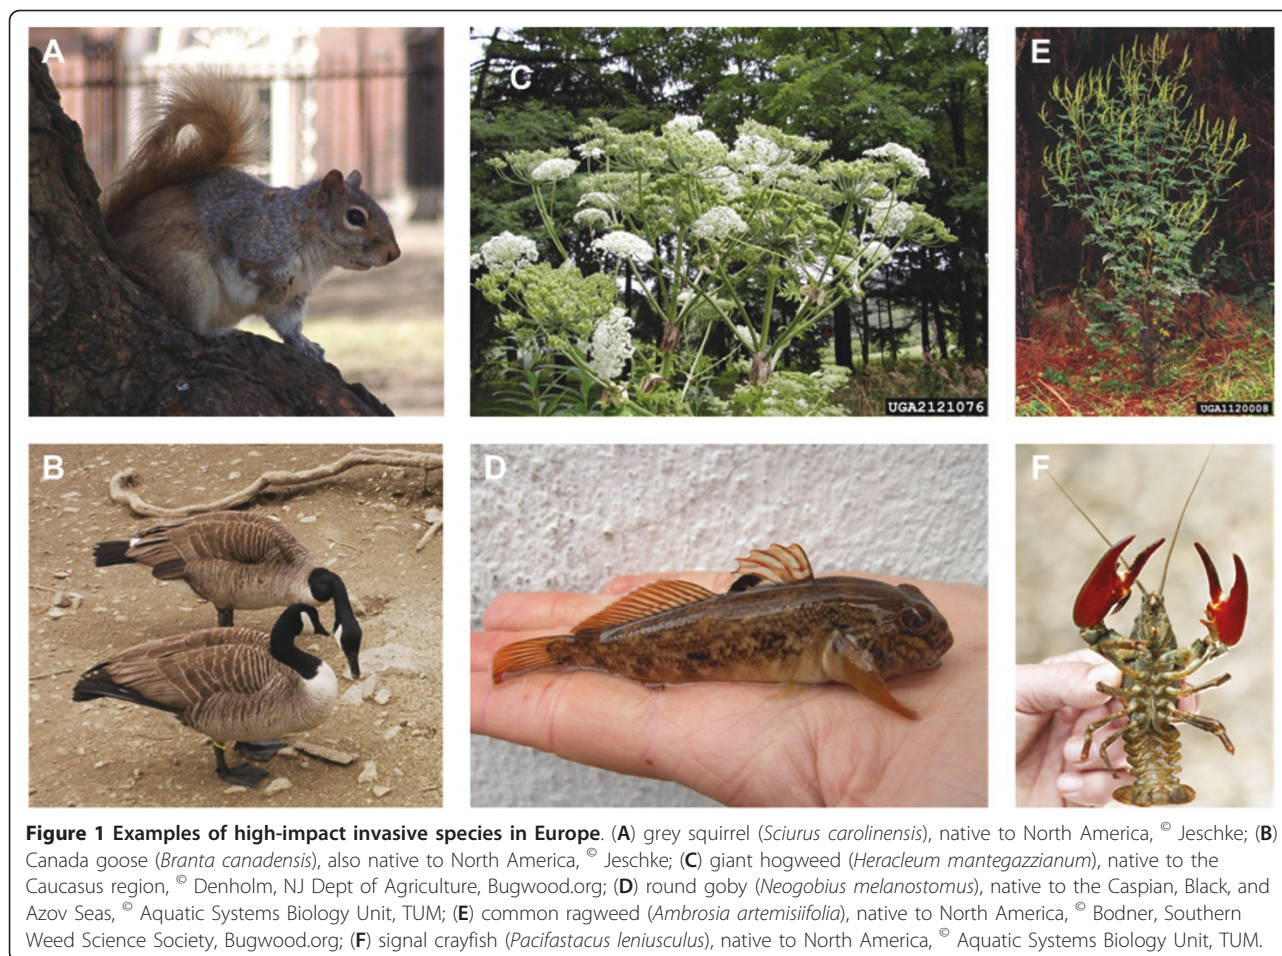 A
C
E
UGA2121076
UGA1120008
B
D
F
Figure 1 Examples of high-impact invasive species in Europe. (A) grey squirrel (Sciurus carolinensis), native to North America, © Jeschke; (B)
Canada goose (Branta canadensis), also native to North America, © Jeschke; (C) giant hogweed (Heracleum mantegazzianum), native to the
Caucasus region, © Denholm, NJ Dept of Agriculture, Bugwood.org; (D) round goby (Neogobius melanostomus), native to the Caspian, Black, and
Azov Seas, © Aquatic Systems Biology Unit, TUM; (E) common ragweed (Ambrosia artemisiifolia), native to North America, © Bodner, Southern
Weed Science Society, Bugwood.org; (F) signal crayfish (Pacifastacus leniusculus), native to North America, © Aquatic Systems Biology Unit, TUM.